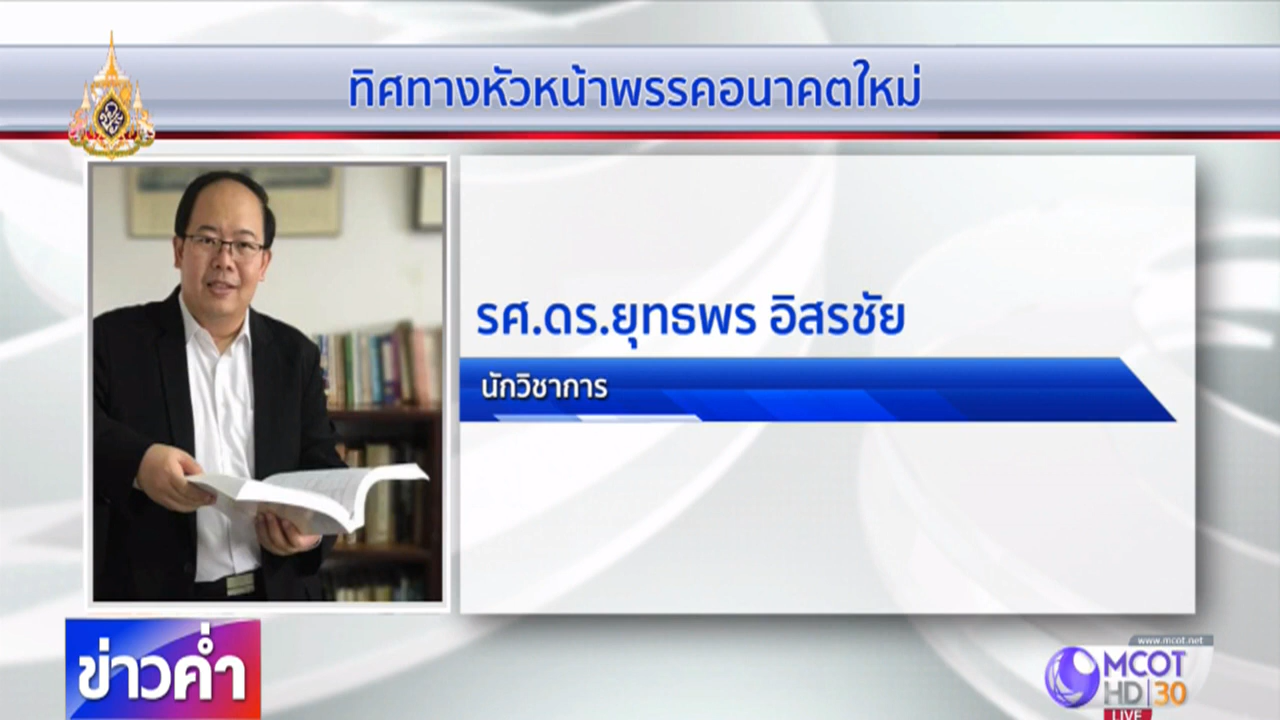 ทิศทางหัวหน้าพรรคอนาคตใหม่
รศ.ดร.ยุทธพร อิสรชัย
นักวิชาการ
ข่าวค่ำ
www.mcot.net
MCOT
HD 30
LIVE